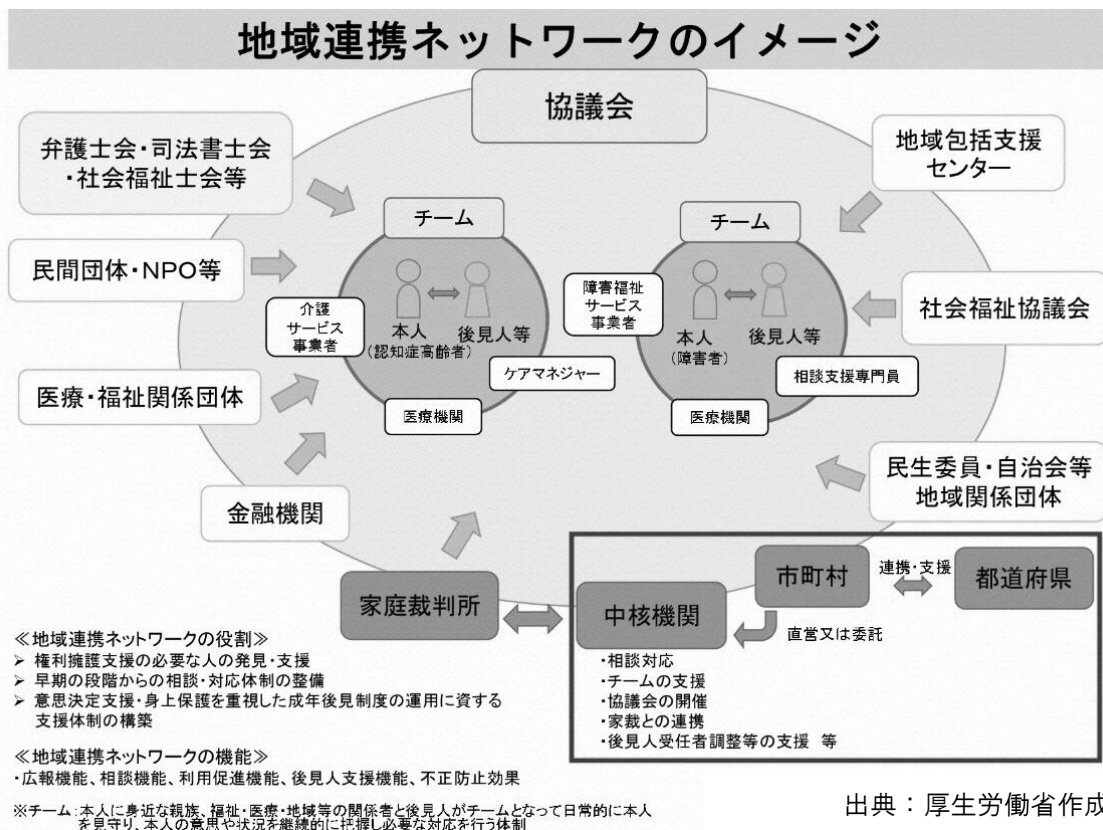 地域連携ネットワークのイメージ
協議会
弁護士会・司法書士会
・社会福祉士会等
地域包括支援
センター
チーム
チーム
民間団体・NPO等
介護
サービス
事業者
本人
(認知症高齢者)
後見人等
ケアマネジャー
医療機関
障害福祉
サービス
事業者
本人
(障害者)
後見人等
相談支援専門員
医療機関
社会福祉協議会
医療・福祉関係団体
民生委員・自治会等
地域関係団体
金融機関
家庭裁判所
中核機関
市町村
連携・支援
都道府県
直営又は委託
・相談対応
・チームの支援
・協議会の開催
・家裁との連携
・後見人受任者調整等の支援 等
≪地域連携ネットワークの役割≫
➢ 権利擁護支援の必要な人の発見・支援
➢ 早期の段階からの相談・対応体制の整備
➢ 意思決定支援・身上保護を重視した成年後見制度の運用に資する
支援体制の構築
≪地域連携ネットワークの機能≫
・広報機能、相談機能、利用促進機能、後見人支援機能、不正防止効果
※チーム:本人に身近な親族、福祉・医療・地域等の関係者と後見人がチームとなって日常的に本人
を見守り、本人の意思や状況を継続的に把握し必要な対応を行う体制
出典:厚生労働省作成